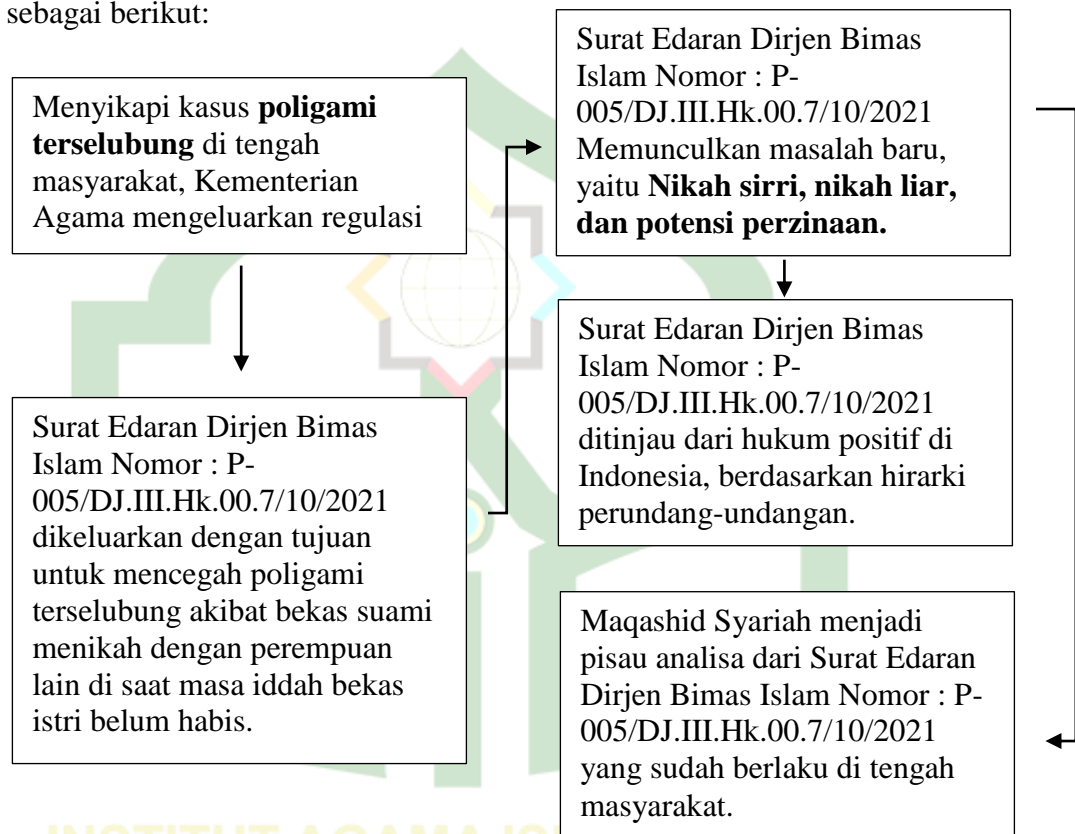 sebagai berikut:
Menyikapi kasus poligami
terselubung di tengah
masyarakat, Kementerian
Agama mengeluarkan regulasi
Surat Edaran Dirjen Bimas
Islam Nomor : P-
005/DJ.III.Hk.00.7/10/2021
dikeluarkan dengan tujuan
untuk mencegah poligami
terselubung akibat bekas suami
menikah dengan perempuan
lain di saat masa iddah bekas
istri belum habis.
Surat Edaran Dirjen Bimas
Islam Nomor : P-
005/DJ.III.Hk.00.7/10/2021
Memunculkan masalah baru,
yaitu Nikah sirri, nikah liar,
dan potensi perzinaan.
Surat Edaran Dirjen Bimas
Islam Nomor : P-
005/DJ.III.Hk.00.7/10/2021
ditinjau dari hukum positif di
Indonesia, berdasarkan hirarki
perundang-undangan.
Maqashid Syariah menjadi
pisau analisa dari Surat Edaran
Dirjen Bimas Islam Nomor : P-
005/DJ.III.Hk.00.7/10/2021
yang sudah berlaku di tengah
masyarakat.
INSTITUT AGAMA